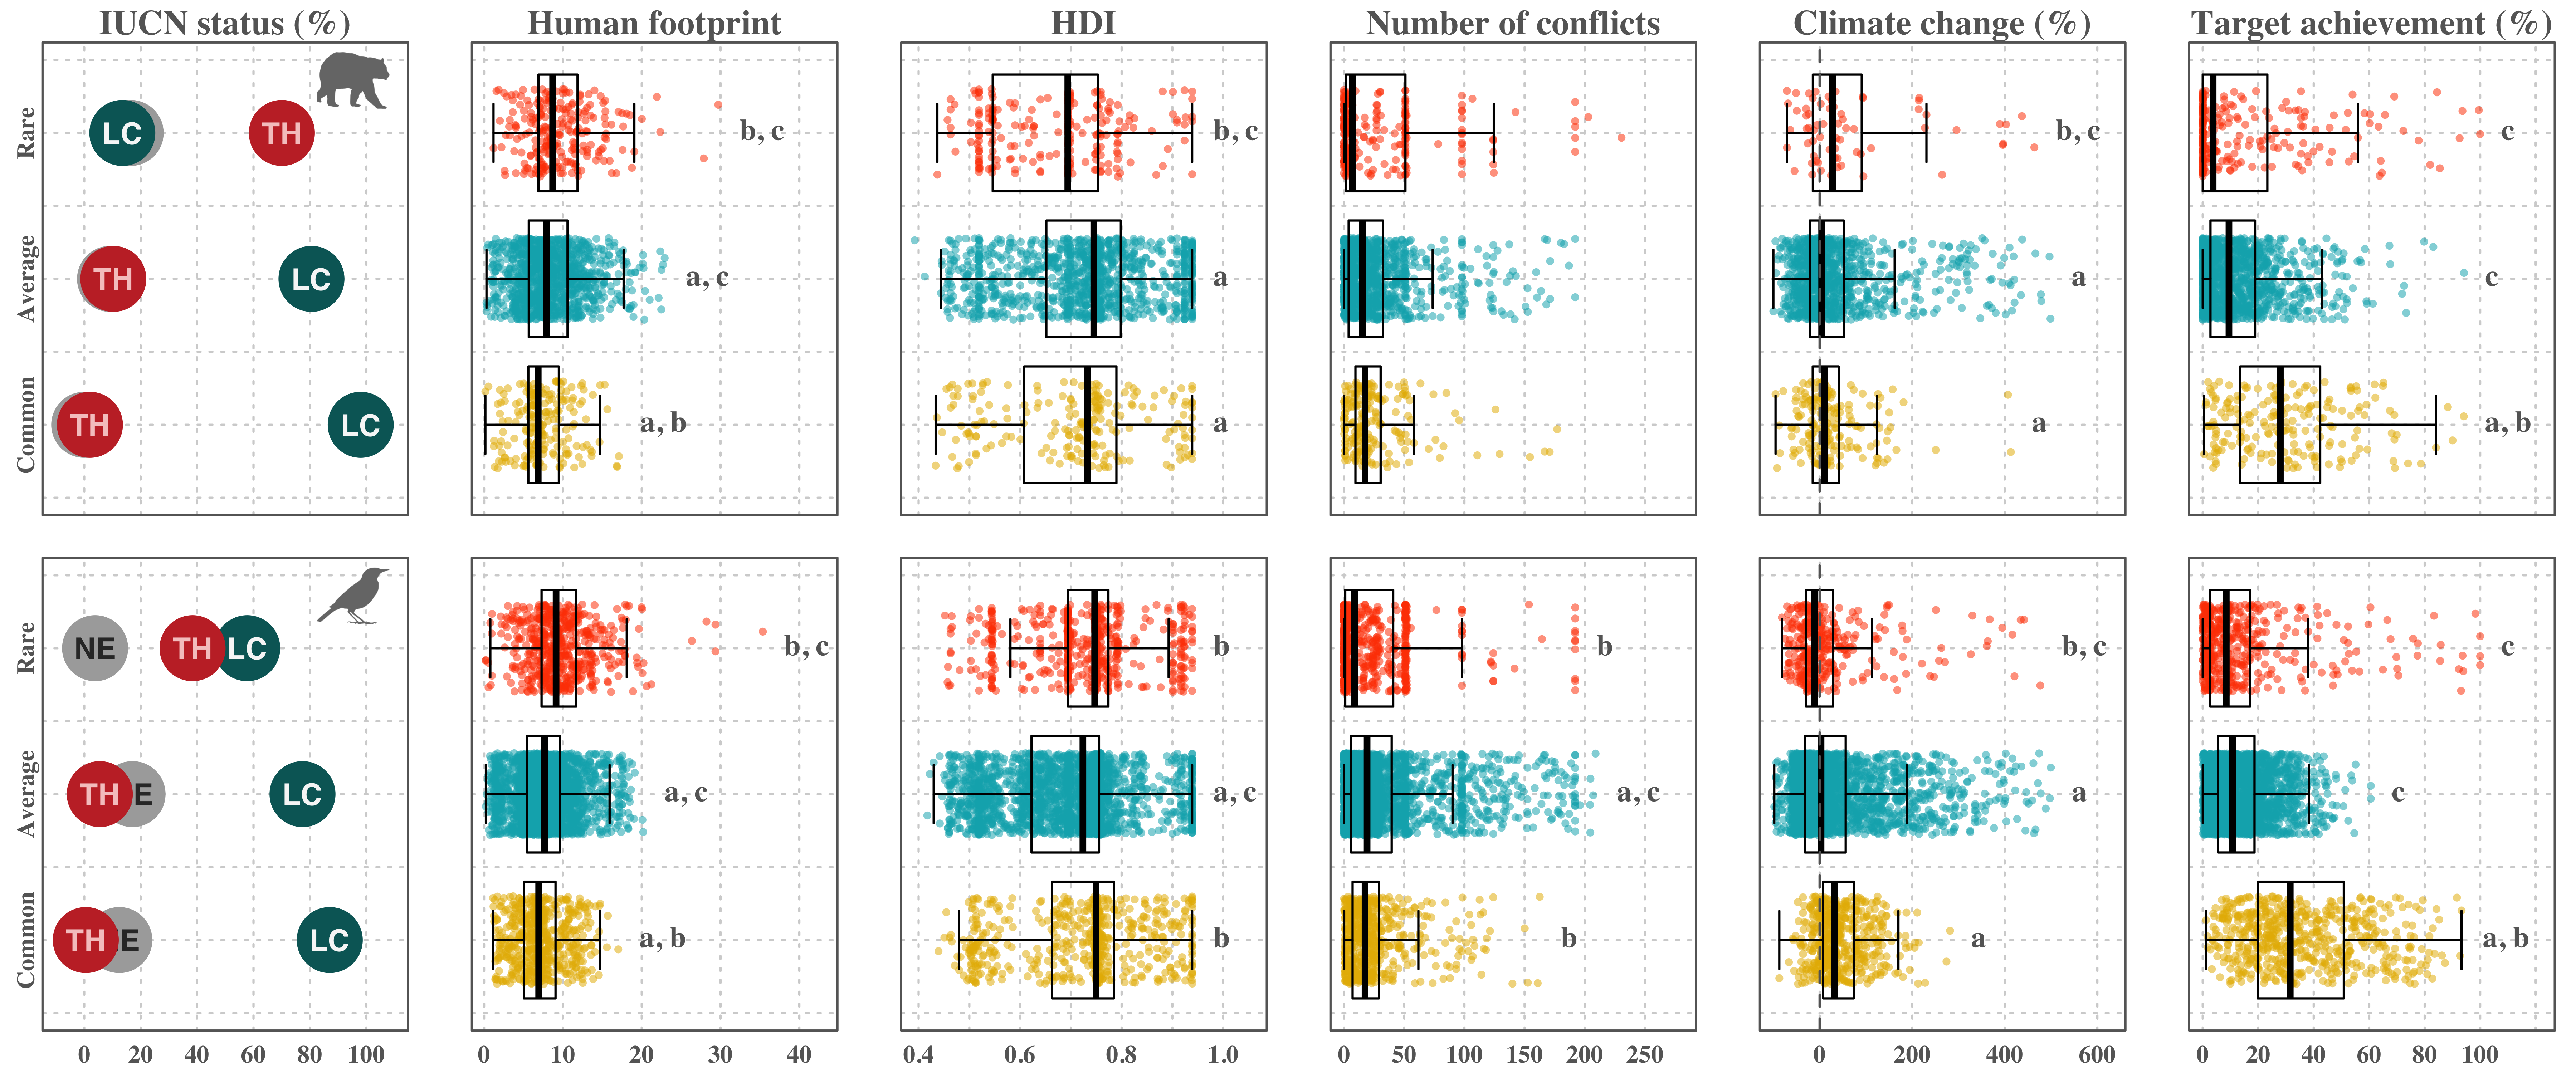 IUCN status (%) Human footprint HDI Number of conflicts Climate change (%) Target achievement (%)
Rare LC TH b, c b, c b, c c
Average TH LC a, c a a c
Common TH LC a, b a a a, b
Rare NE TH LC b, c b b b, c c
Average TH E LC a, c a, c a, c a c
Common TH E LC a, b b b a a, b
0 20 40 60 80 100 0 10 20 30 40 0.4 0.6 0.8 1.0 0 50 100 150 200 250 0 200 400 600 0 20 40 60 80 100